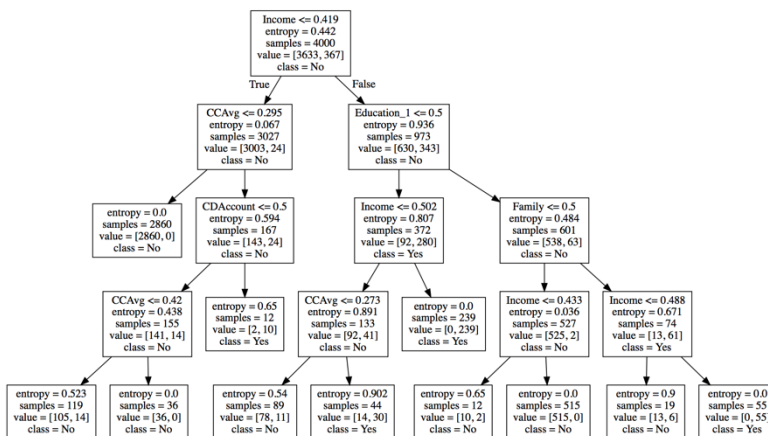 Income <= 0.419
entropy = 0.442
samples = 4000
value = [3633, 367]
class = No
True
False
CCAvg <= 0.295
entropy = 0.067
samples = 3027
value = [3003, 24]
class = No
Education_1 <= 0.5
entropy = 0.936
samples = 973
value = [630, 343]
class = No
entropy = 0.0
samples = 2860
value = [2860, 0]
class = No
CDAccount <= 0.5
entropy = 0.594
samples = 167
value = [143, 24]
class = No
Income <= 0.502
entropy = 0.807
samples = 372
value = [92, 280]
class = Yes
Family <= 0.5
entropy = 0.484
samples = 601
value = [538, 63]
class = No
CCAvg <= 0.42
entropy = 0.438
samples = 155
value = [141, 14]
class = No
entropy = 0.65
samples = 12
value = [2, 10]
class = Yes
CCAvg <= 0.273
entropy = 0.891
samples = 133
value = [92, 41]
class = No
entropy = 0.0
samples = 239
value = [0, 239]
class = Yes
Income <= 0.433
entropy = 0.036
samples = 527
value = [525, 2]
class = No
Income <= 0.488
entropy = 0.671
samples = 74
value = [13, 61]
class = Yes
entropy = 0.523
samples = 119
value = [105, 14]
class = No
entropy = 0.0
samples = 36
value = [36, 0]
class = No
entropy = 0.54
samples = 89
value = [78, 11]
class = No
entropy = 0.902
samples = 44
value = [14, 30]
class = Yes
entropy = 0.65
samples = 12
value = [10, 2]
class = No
entropy = 0.0
samples = 515
value = [515, 0]
class = No
entropy = 0.9
samples = 19
value = [13, 6]
class = No
entropy = 0.0
samples = 55
value = [0, 55]
class = Yes